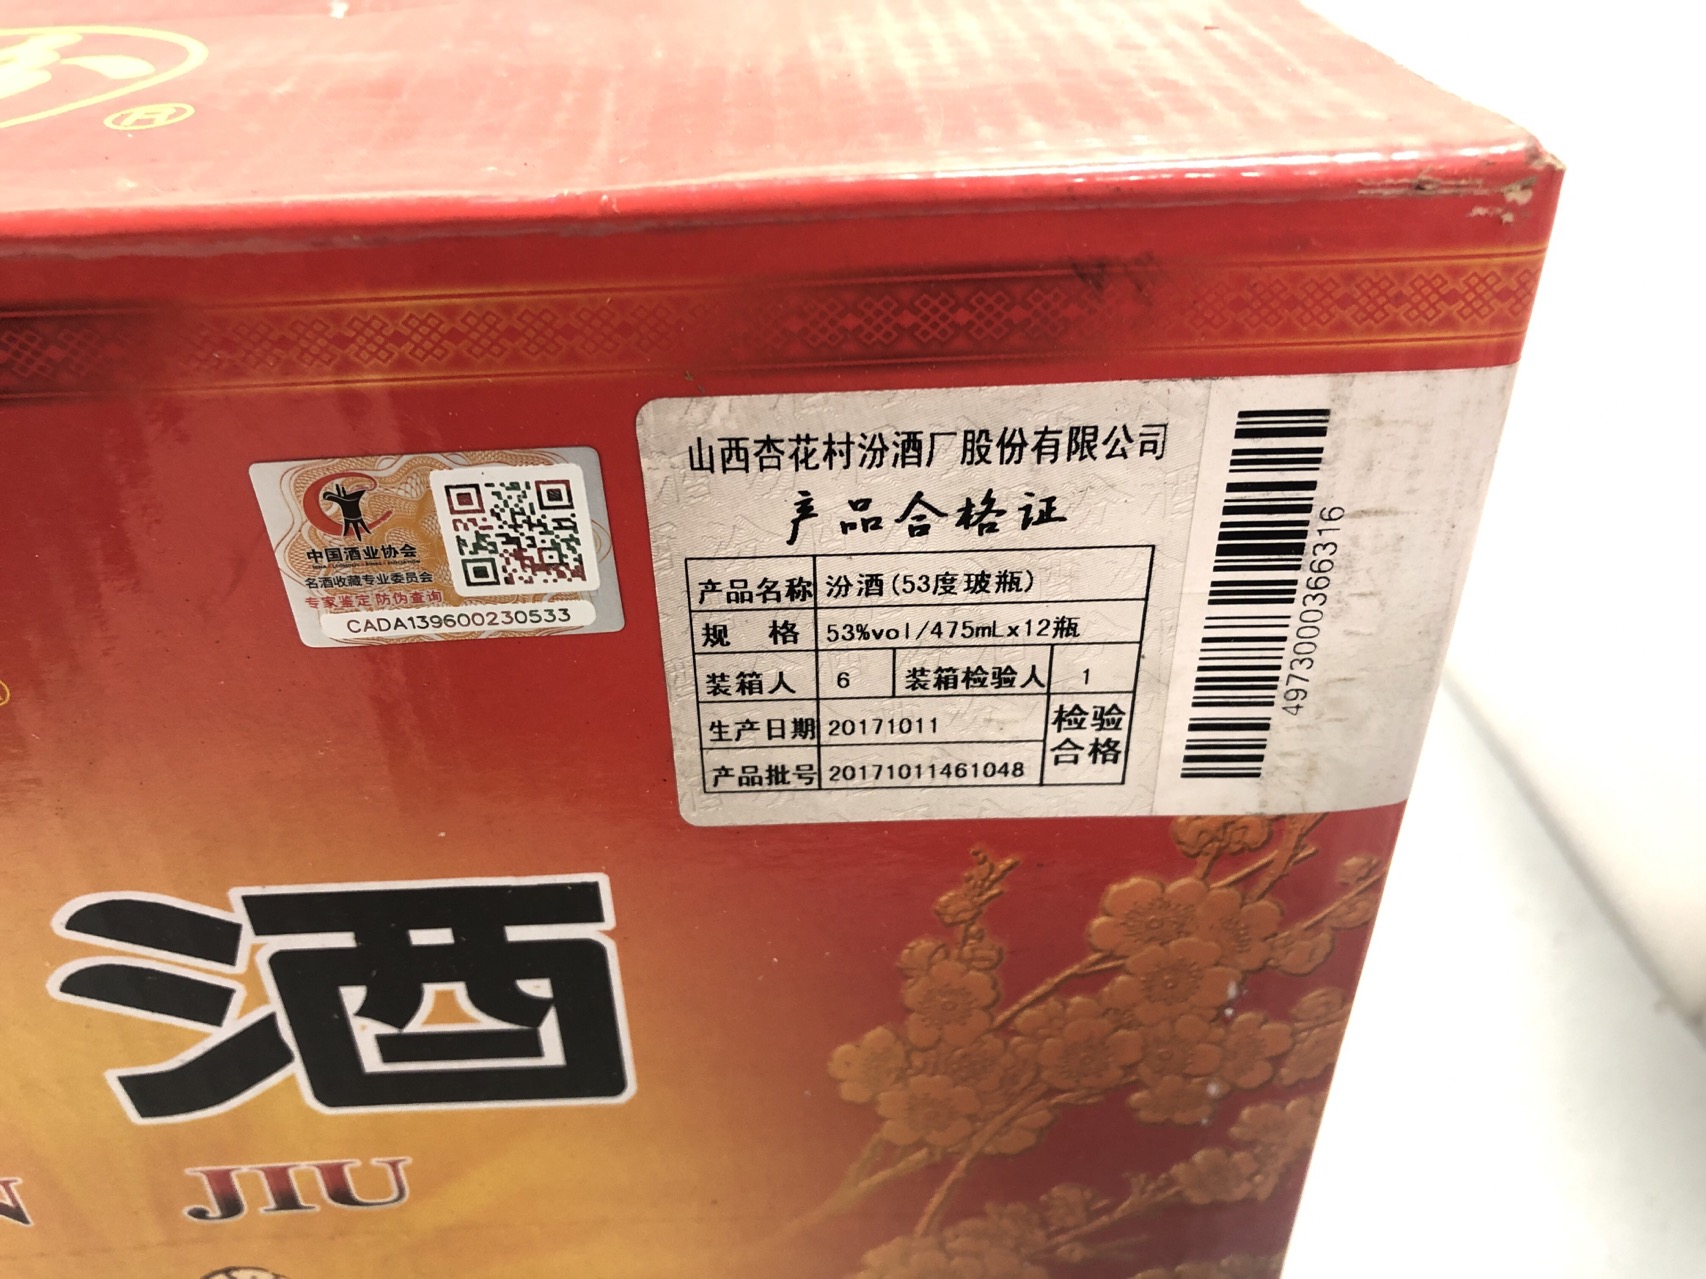 ®
中国酒业协会
名酒收藏专业委员会
专家鉴定 防伪查询
CADA139600230533
山西杏花村汾酒厂股份有限公司
产品合格证
产品名称 汾酒(53度玻瓶)
规 格 53%vol/475mLx12瓶
装箱人 6 装箱检验人 1
生产日期 20171011
产品批号 20171011461048
检验
合格
4973000366316
酒
N JIU